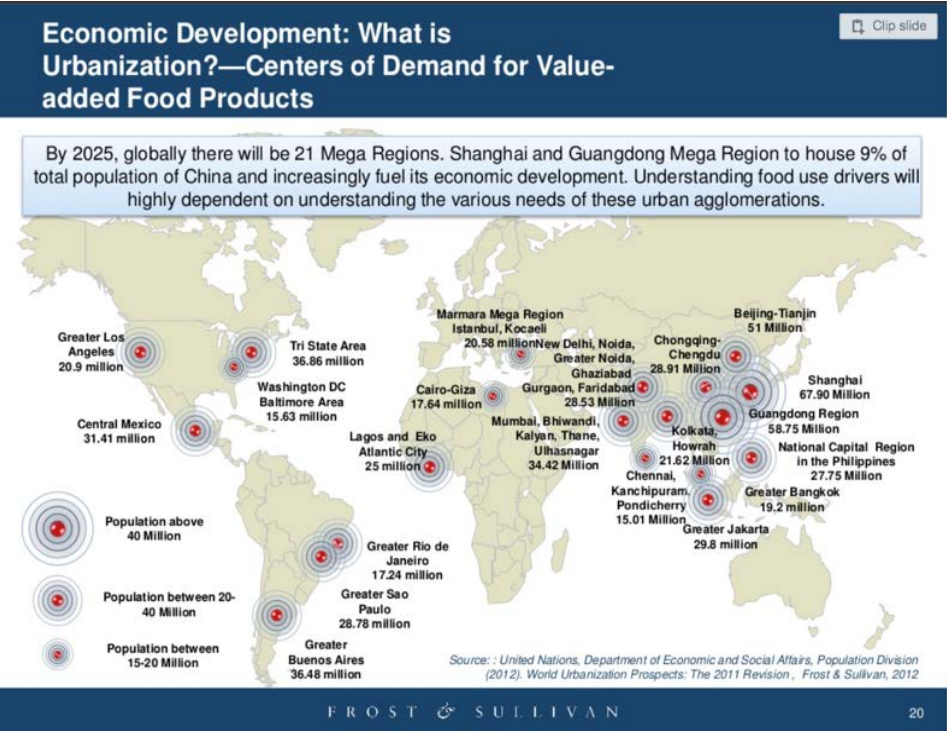 Economic Development: What is
Urbanization?—Centers of Demand for Value-
added Food Products
Clip slide
By 2025, globally there will be 21 Mega Regions. Shanghai and Guangdong Mega Region to house 9% of
total population of China and increasingly fuel its economic development. Understanding food use drivers will
highly dependent on understanding the various needs of these urban agglomerations.
Greater Los
Angeles
20.9 million
Tri State Area
36.86 million
Washington DC
Baltimore Area
15.63 million
Central Mexico
31.41 million
Marmara Mega Region
Istanbul, Kocaeli
20.58 million
Cairo-Giza
17.64 million
Lagos and Eko
Atlantic City
25 million
New Delhi, Noida,
Greater Noida,
Ghaziabad
Gurgaon, Faridabad
28.53 Million
Mumbai, Bhiwandi,
Kalyan, Thane,
Ulhasnagar
34.42 Million
Chongqing-
Chengdu
28.91 Million
Beijing-Tianjin
51 Million
Shanghai
67.90 Million
Guangdong Region
58.75 Million
Kolkata,
Howrah
21.62 Million
National Capital Region
in the Philippines
27.75 Million
Chennai,
Kanchipuram,
Pondicherry
15.01 Million
Greater Bangkok
19.2 million
Greater Jakarta
29.8 million
Population above
40 Million
Population between 20-
40 Million
Population between
15-20 Million
Greater Rio de
Janeiro
17.24 million
Greater Sao
Paulo
28.78 million
Greater
Buenos Aires
36.48 million
Source: : United Nations, Department of Economic and Social Affairs, Population Division
(2012). World Urbanization Prospects: The 2011 Revision , Frost & Sullivan, 2012
FROST & SULLIVAN
20